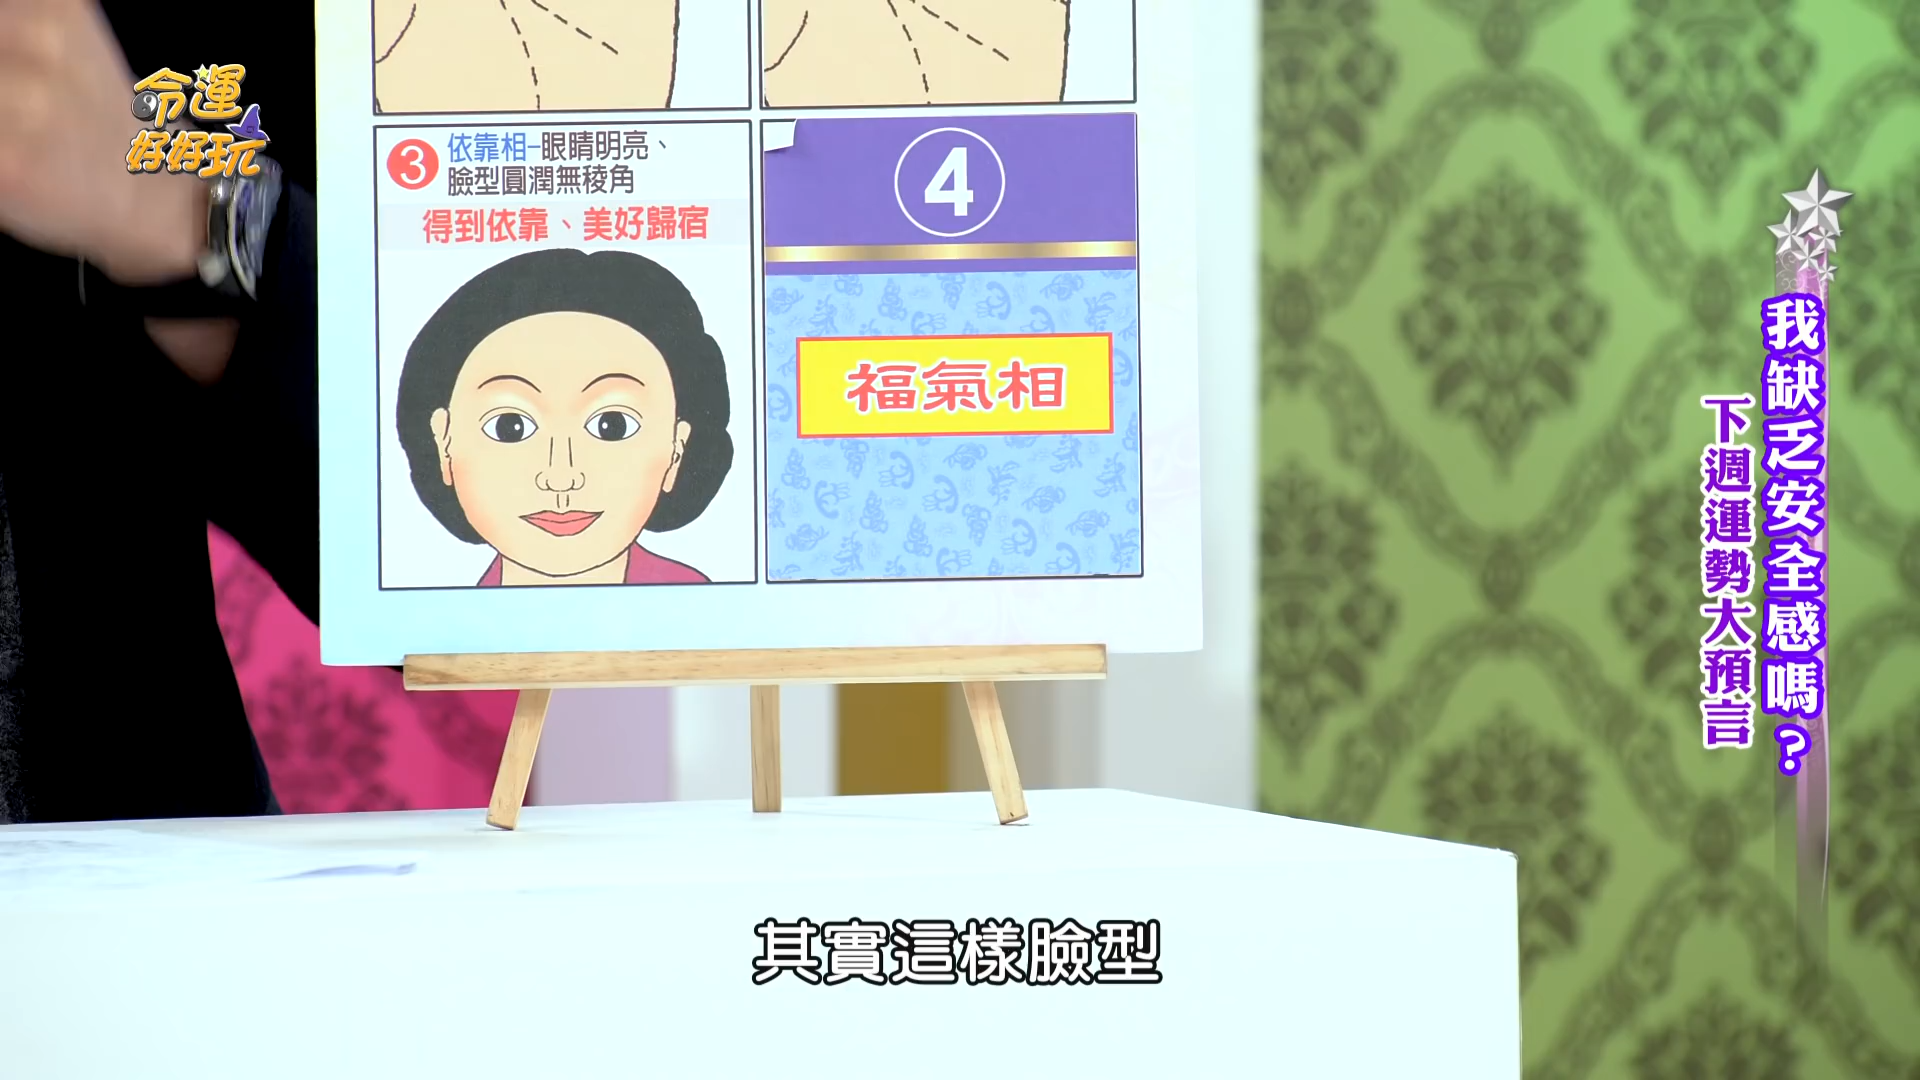 命運
好好玩
3
依靠相-眼睛明亮、
臉型圓潤無稜角
得到依靠、美好歸宿
4
福氣相
我缺乏安全感嗎?
下週運勢大預言
其實這樣臉型